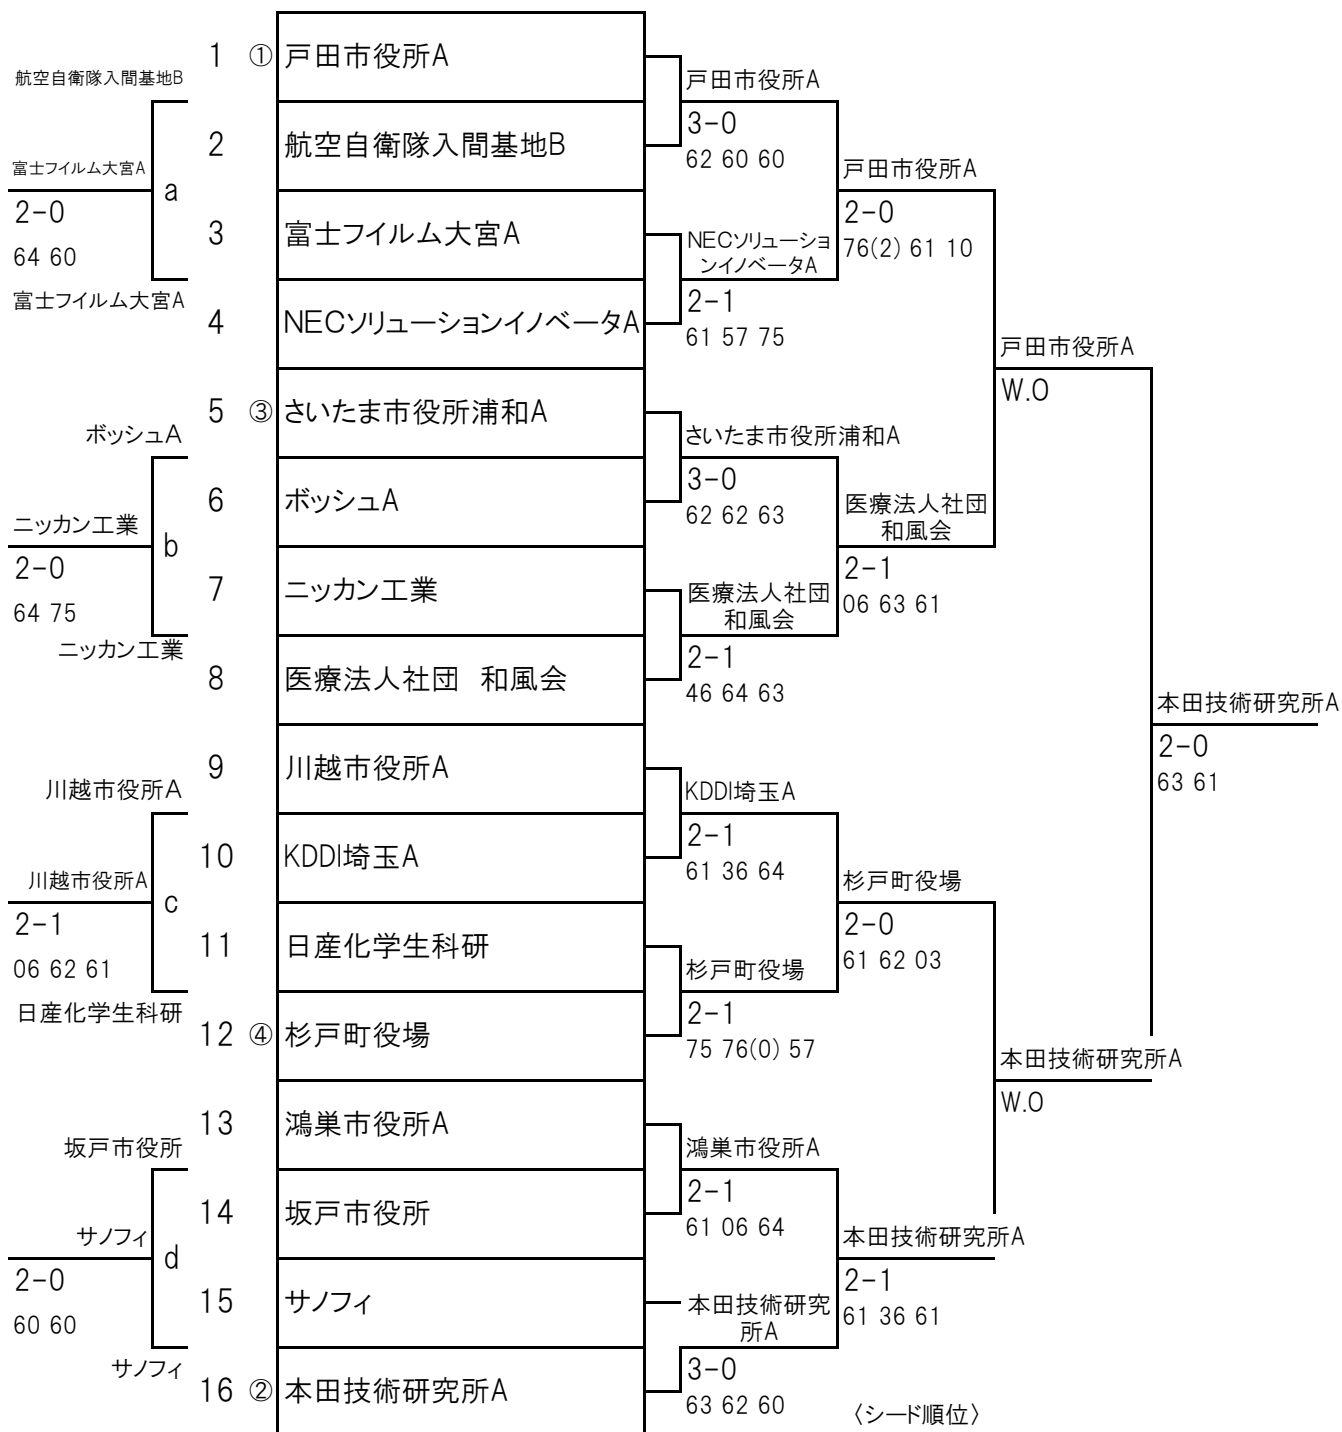 1 ① 戸田市役所A
2 航空自衛隊入間基地B
3 富士フイルム大宮A
4 NECソリューションイノベータA
5 ③ さいたま市役所浦和A
6 ボッシュA
7 ニッカン工業
8 医療法人社団 和風会
9 川越市役所A
10 KDDI埼玉A
11 日産化学生科研
12 ④ 杉戸町役場
13 鴻巣市役所A
14 坂戸市役所
15 サノフィ
16 ② 本田技術研究所A
航空自衛隊入間基地B
富士フイルム大宮A
a
2-0
64 60
富士フイルム大宮A
ボッシュA
ニッカン工業
b
2-0
64 75
ニッカン工業
川越市役所A
川越市役所A
c
2-1
06 62 61
日産化学生科研
坂戸市役所
サノフィ
d
2-0
60 60
サノフィ
戸田市役所A
3-0
62 60 60
NECソリューショ
ンイノベータA
2-1
61 57 75
さいたま市役所浦和A
3-0
62 62 63
医療法人社団
和風会
2-1
46 64 63
KDDI埼玉A
2-1
61 36 64
杉戸町役場
2-1
75 76(0) 57
鴻巣市役所A
2-1
61 06 64
本田技術研究
所A
3-0
63 62 60
戸田市役所A
2-0
76(2) 61 10
医療法人社団
和風会
2-1
06 63 61
杉戸町役場
2-0
61 62 03
本田技術研究所A
2-1
61 36 61
戸田市役所A
W.O
本田技術研究所A
W.O
本田技術研究所A
2-0
63 61
〈シード順位〉